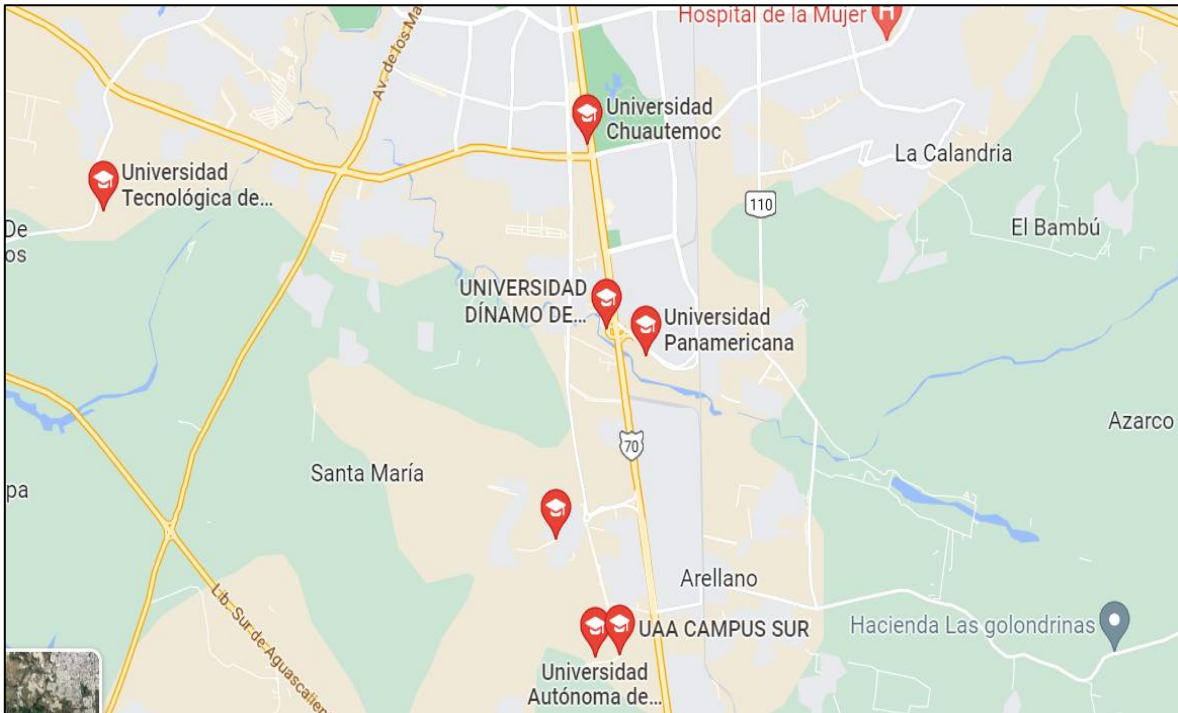 Hospital de la Mujer
H
Av. de los Ma
Universidad
Chuautemoc
La Calandria
Universidad
Tecnológica de...
110
De
os
El Bambú
UNIVERSIDAD
DÍNAMO DE...
Universidad
Panamericana
Azarco
70
Santa María
pa
Arellano
Lib. Sur de Aguascalien
UAA CAMPUS SUR
Hacienda Las golondrinas
Universidad
Autónoma de...